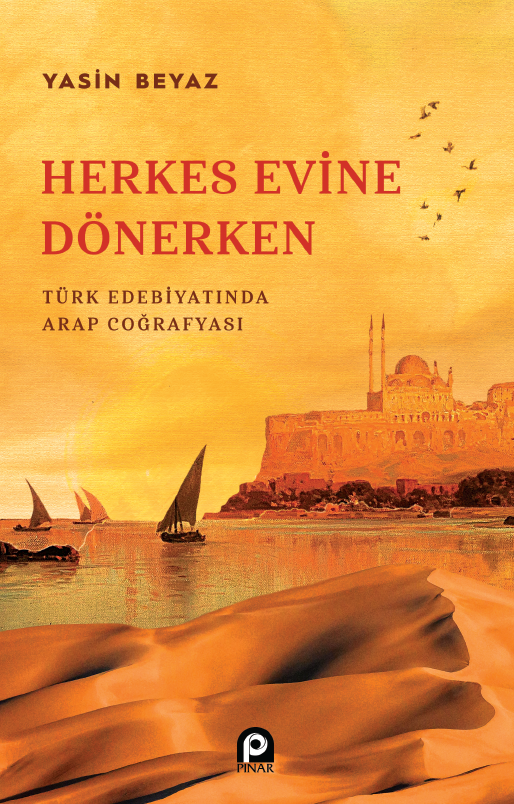 YASİN BEYAZ
HERKES EVİNE
DÖNERKEN
TÜRK EDEBİYATINDA
ARAP COĞRAFYASI
PINAR